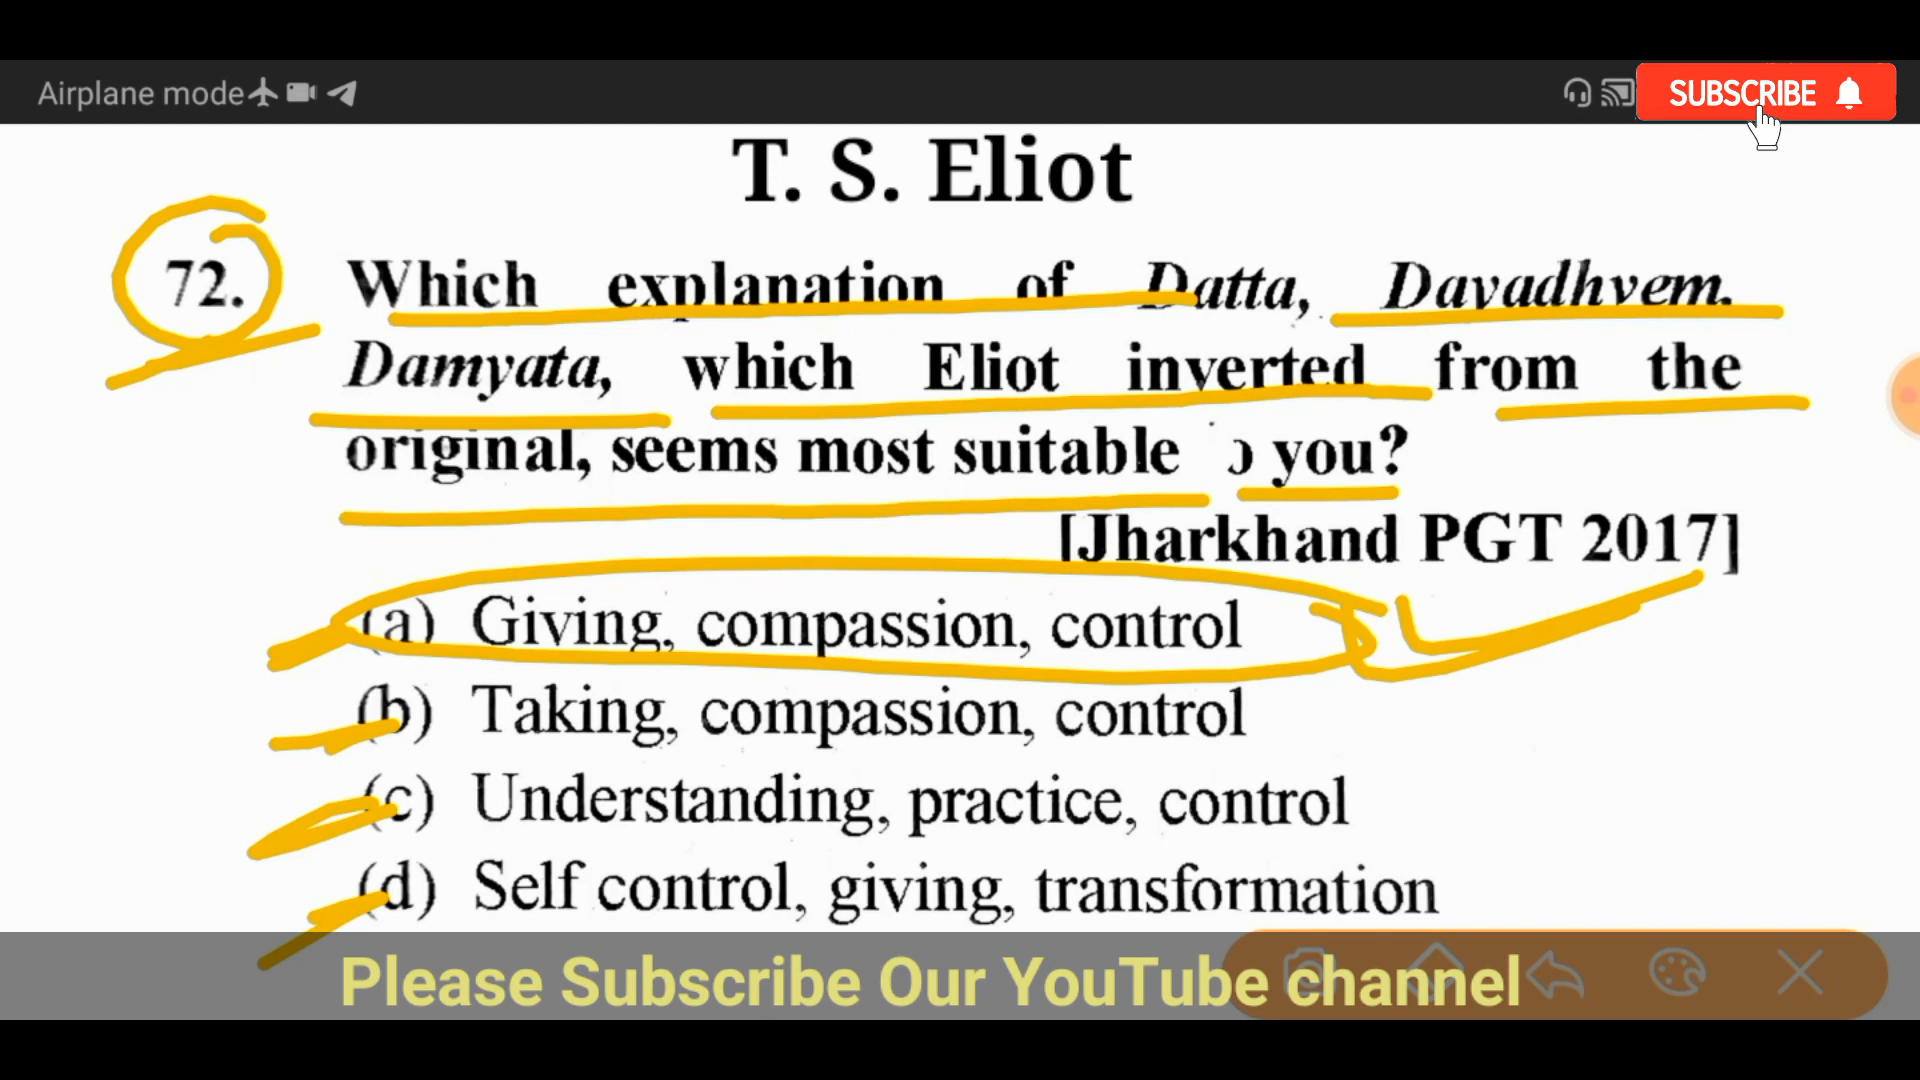 Airplane mode
SUBSCRIBE
T. S. Eliot
72. Which explanation of Datta, Dayadhvem,
Damyata, which Eliot inverted from the
original, seems most suitable you?
[Jharkhand PGT 2017]
(a) Giving, compassion, control
(b) Taking, compassion, control
(c) Understanding, practice, control
(d) Self control, giving, transformation
Please Subscribe Our YouTube channel